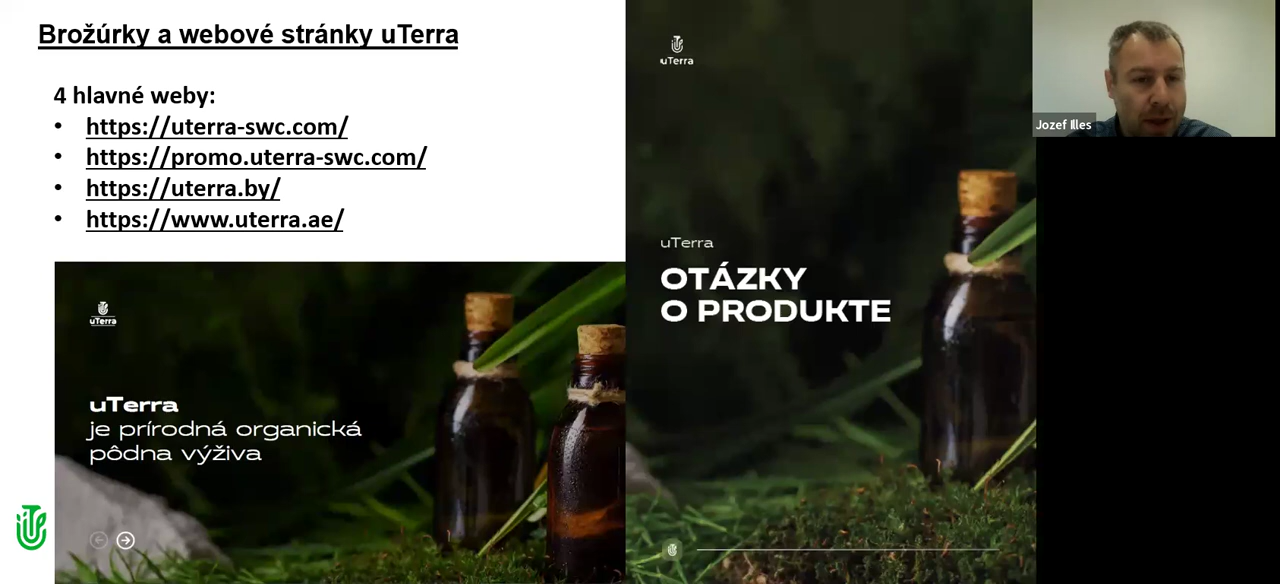 Brožúrky a webové stránky uTerra
4 hlavné weby:
• https://uterra-swc.com/
• https://promo.uterra-swc.com/
• https://uterra.by/
• https://www.uterra.ae/
uTerra
uTerra
je prírodná organická
pôdna výživa
uTerra
uTerra
OTÁZKY
O PRODUKTE
Jozef Illes